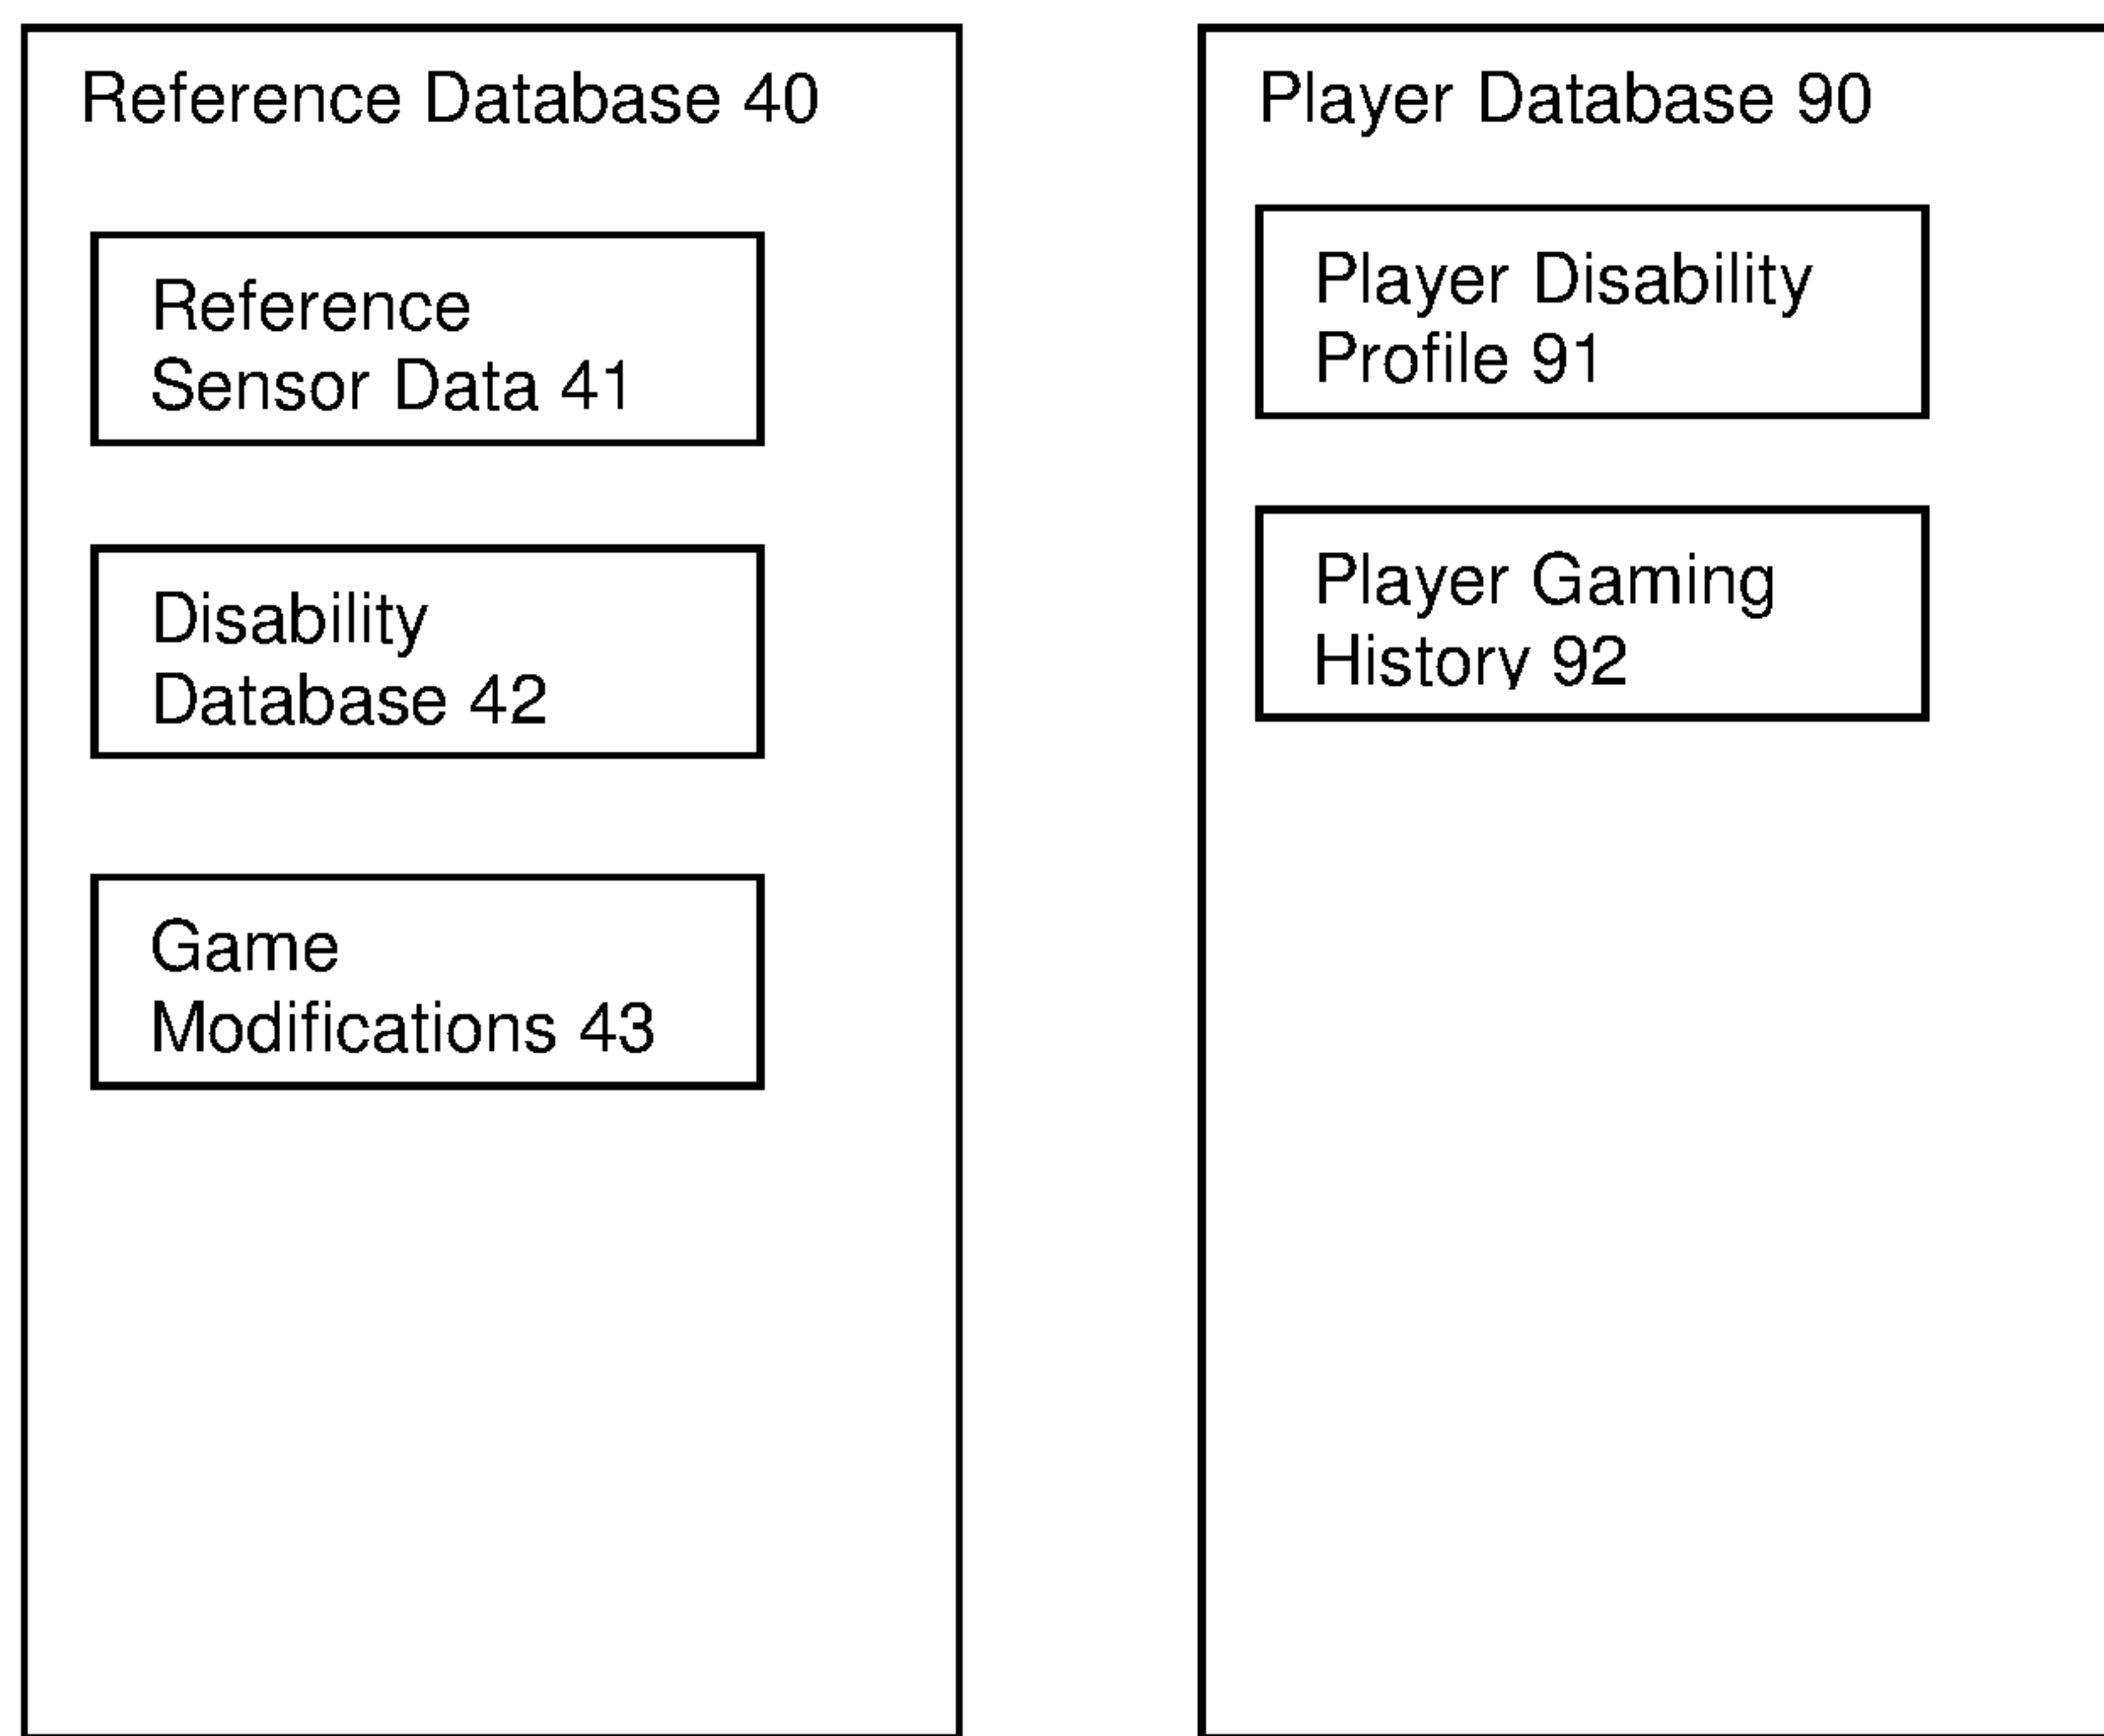 Reference Database 40
Reference
Sensor Data 41
Disability
Database 42
Game
Modifications 43
Player Database 90
Player Disability
Profile 91
Player Gaming
History 92